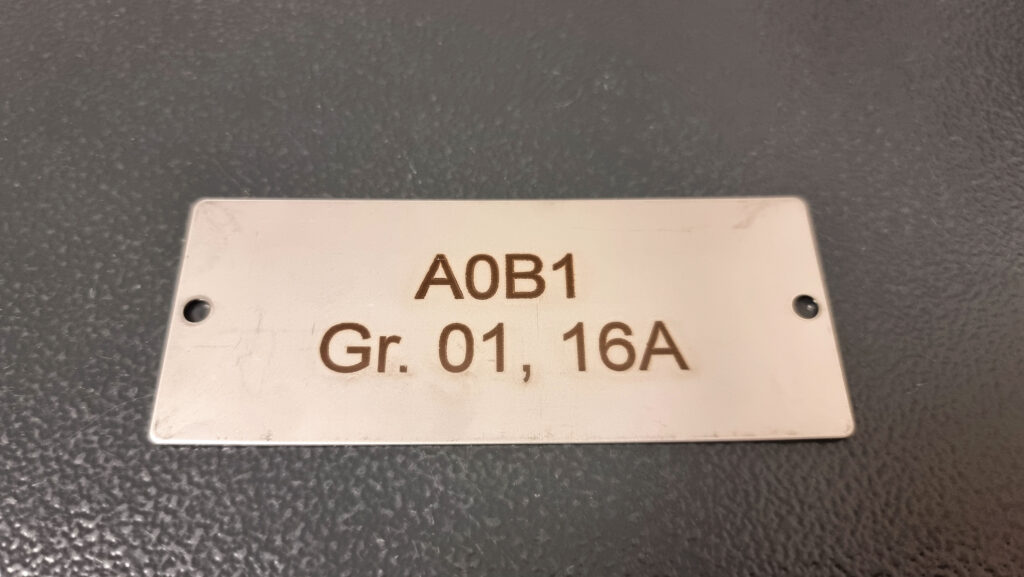 A0B1
Gr. 01, 16A